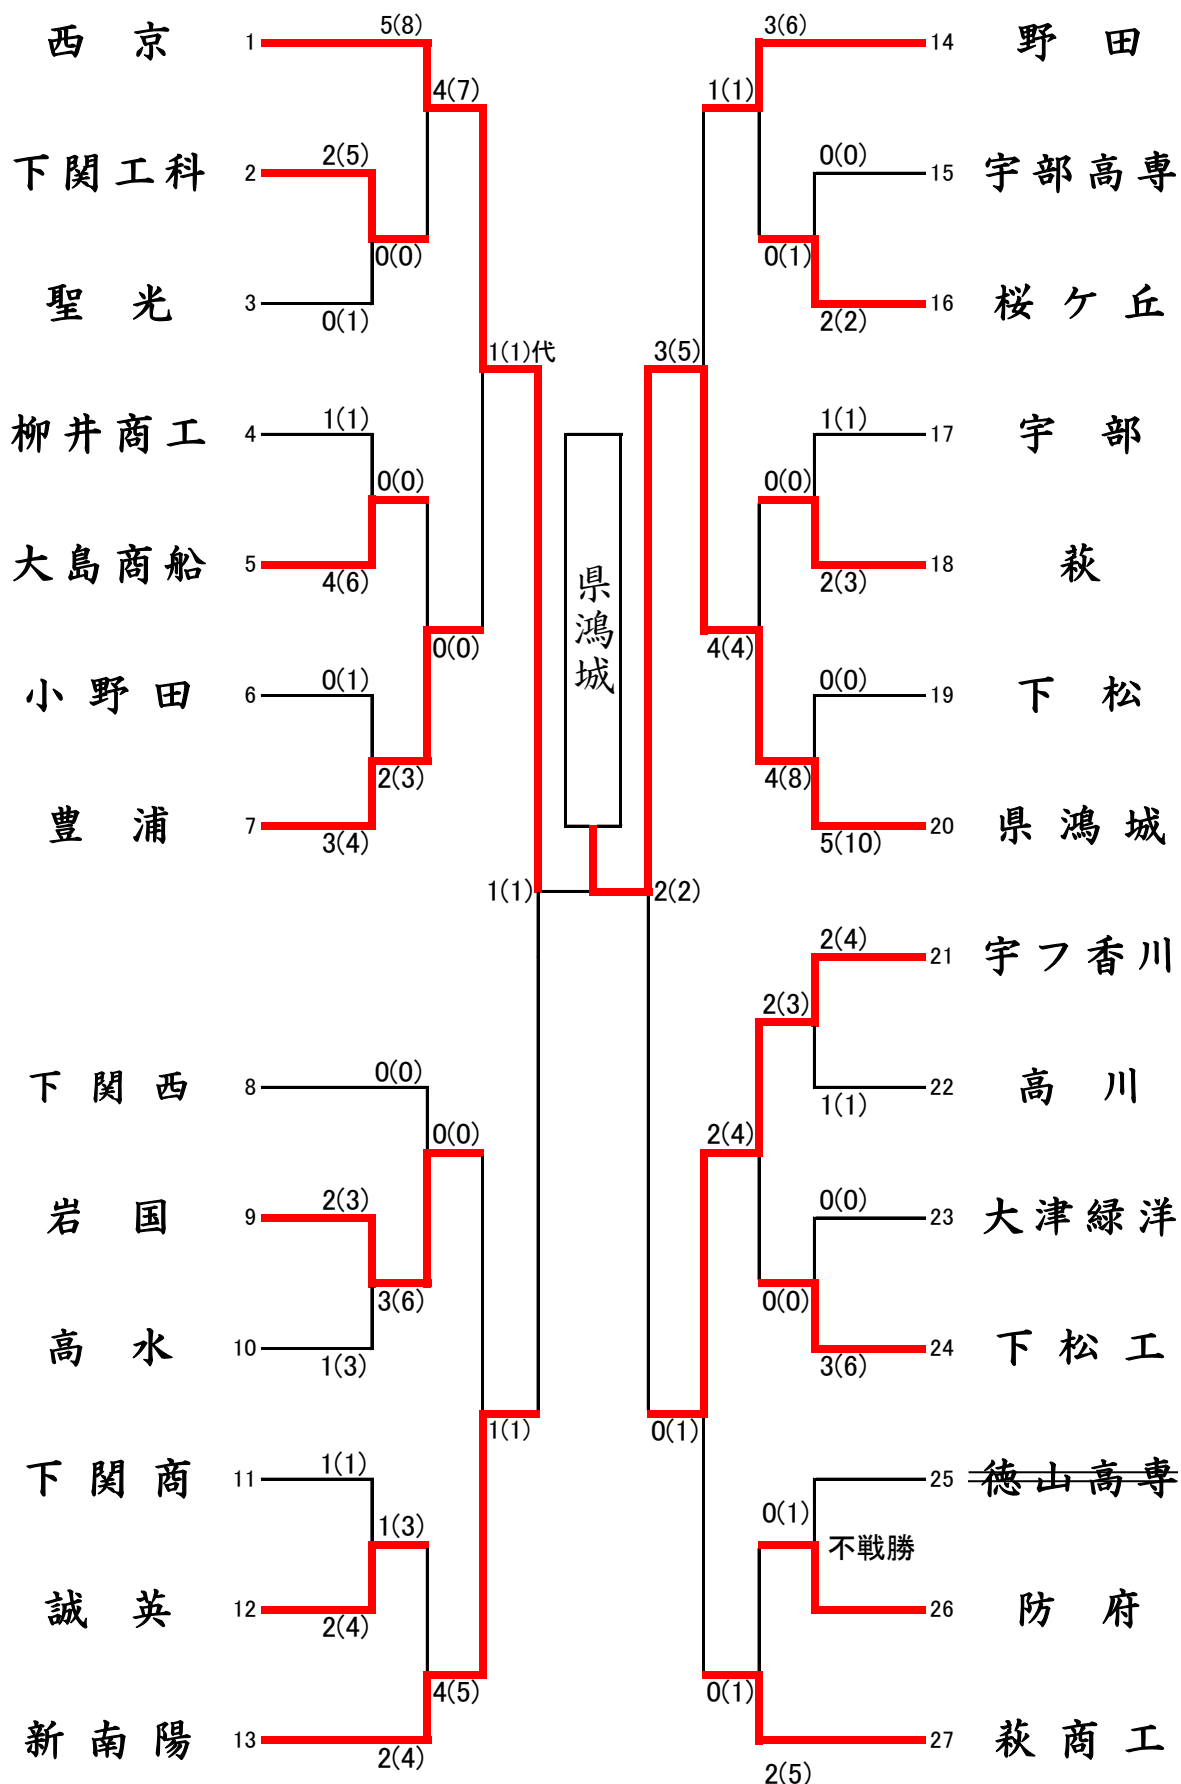 西京 1 5(8)
4(7)
下関工科 2 2(5)
0(0)
聖光 3 0(1)
1(1)代
柳井商工 4 1(1)
0(0)
大島商船 5 4(6)
0(0)
小野田 6 0(1)
2(3)
豊浦 7 3(4)
1(1)
下関西 8 0(0)
0(0)
岩国 9 2(3)
3(6)
高水 10 1(3)
1(1)
下関商 11 1(1)
1(3)
誠英 12 2(4)
4(5)
新南陽 13 2(4)
県鴻城
3(6) 14 野田
1(1)
0(0) 15 宇部高専
0(1)
2(2) 16 桜ケ丘
3(5)
1(1) 17 宇部
0(0)
2(3) 18 萩
4(4)
0(0) 19 下松
4(8)
5(10) 20 県鴻城
2(2)
2(4) 21 宇フ香川
2(3)
1(1) 22 高川
2(4)
0(0) 23 大津緑洋
0(0)
3(6) 24 下松工
0(1)
25 徳山高専
0(1)
不戦勝
26 防府
0(1)
2(5) 27 萩商工